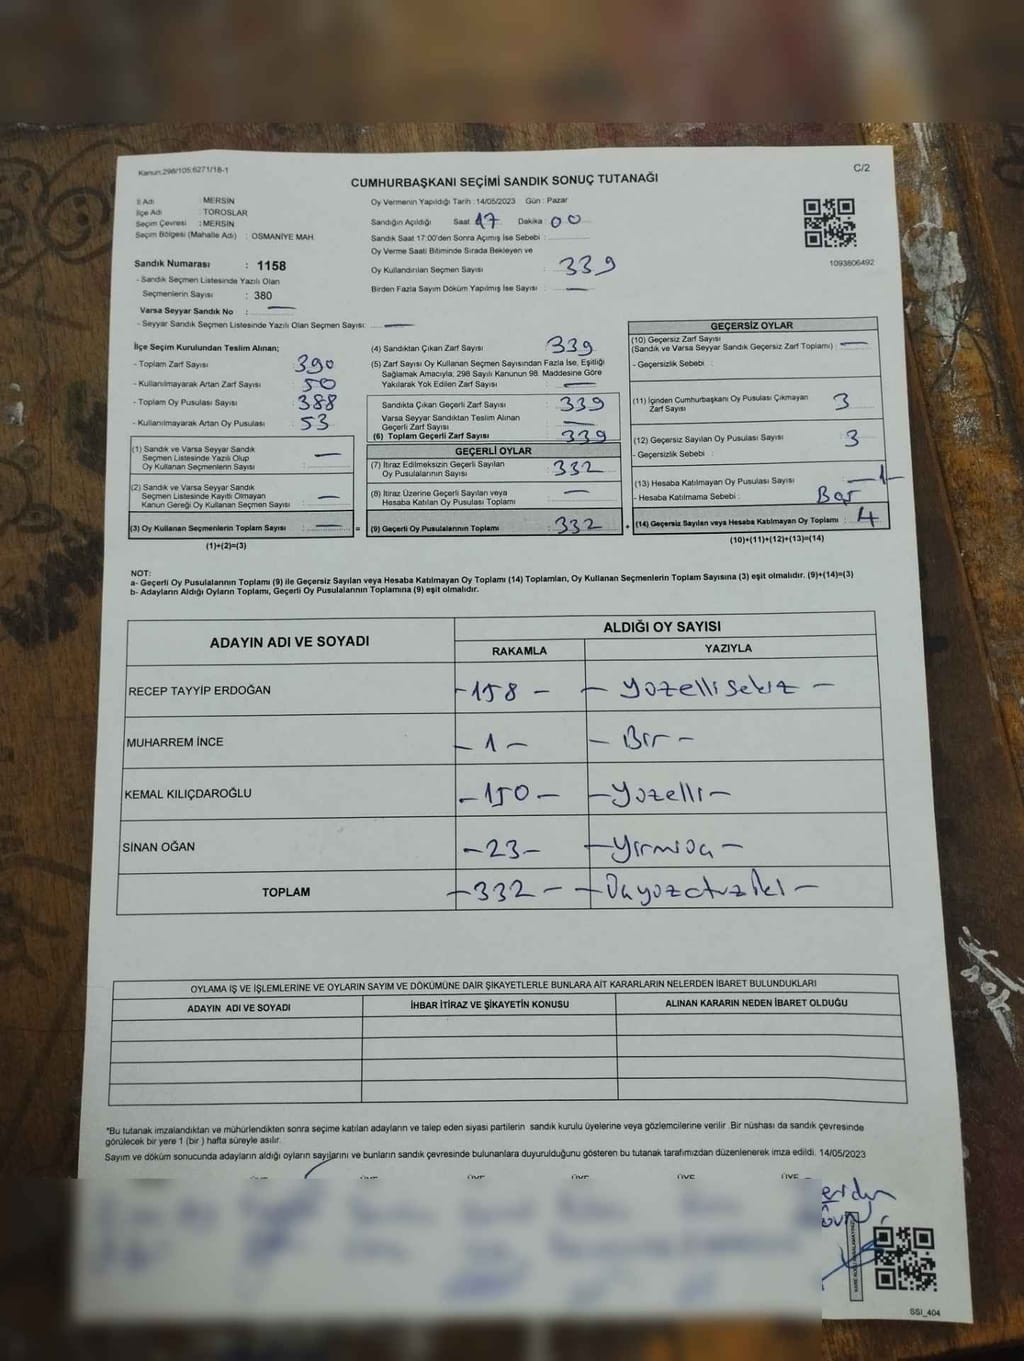 Kanun:298/105;6271/18-1
C/2
CUMHURBAŞKANI SEÇİMİ SANDIK SONUÇ TUTANAĞI
İl Adı : MERSİN
İlçe Adı : TOROSLAR
Seçim Çevresi : MERSİN
Seçim Bölgesi (Mahalle Adı) : OSMANİYE MAH.
Sandık Numarası : 1158
- Sandık Seçmen Listesinde Yazılı Olan
Seçmenlerin Sayısı : 380
Varsa Seyyar Sandık No : —
- Seyyar Sandık Seçmen Listesinde Yazılı Olan Seçmen Sayısı: —
Oy Vermenin Yapıldığı Tarih : 14/05/2023 Gün : Pazar
Sandığın Açıldığı Saat 17 Dakika 00
Sandık Saat 17:00'den Sonra Açımış İse Sebebi :
Oy Verme Saati Bitiminde Sırada Bekleyen ve
Oy Kullandırılan Seçmen Sayısı : 339
Birden Fazla Sayım Döküm Yapılmış İse Sayısı : —
1093806492
İlçe Seçim Kurulundan Teslim Alınan;
- Toplam Zarf Sayısı : 390
- Kullanılmayarak Artan Zarf Sayısı : 50
- Toplam Oy Pusulası Sayısı : 388
- Kullanılmayarak Artan Oy Pusulası : 53
(1) Sandık ve Varsa Seyyar Sandık
Seçmen Listesinde Yazılı Olup
Oy Kullanan Seçmenlerin Sayısı : —
(2) Sandık ve Varsa Seyyar Sandık
Seçmen Listesinde Kayıtlı Olmayan
Kanun Gereği Oy Kullanan Seçmen Sayısı : —
(3) Oy Kullanan Seçmenlerin Toplam Sayısı : — =
(1)+(2)=(3)
(4) Sandıktan Çıkan Zarf Sayısı : 339
(5) Zarf Sayısı Oy Kullanan Seçmen Sayısından Fazla İse, Eşitliği
Sağlamak Amacıyla, 298 Sayılı Kanunun 98. Maddesine Göre
Yakılarak Yok Edilen Zarf Sayısı : —
Sandıkta Çıkan Geçerli Zarf Sayısı : 339
Varsa Seyyar Sandıktan Teslim Alınan
Geçerli Zarf Sayısı : —
(6) Toplam Geçerli Zarf Sayısı : 339
GEÇERLİ OYLAR
(7) İtiraz Edilmeksizin Geçerli Sayılan
Oy Pusulalarının Sayısı : 332
(8) İtiraz Üzerine Geçerli Sayılan veya
Hesaba Katılan Oy Pusulası Toplamı : —
(9) Geçerli Oy Pusulalarının Toplamı : 332 +
GEÇERSİZ OYLAR
(10) Geçersiz Zarf Sayısı
(Sandık ve Varsa Seyyar Sandık Geçersiz Zarf Toplamı) : —
- Geçersizlik Sebebi :
(11) İçinden Cumhurbaşkanı Oy Pusulası Çıkmayan
Zarf Sayısı : 3
(12) Geçersiz Sayılan Oy Pusulası Sayısı : 3
- Geçersizlik Sebebi :
(13) Hesaba Katılmayan Oy Pusulası Sayısı : —1—
- Hesaba Katılmama Sebebi : Boş
(14) Geçersiz Sayılan veya Hesaba Katılmayan Oy Toplamı : 4
(10)+(11)+(12)+(13)=(14)
NOT:
a- Geçerli Oy Pusulalarının Toplamı (9) ile Geçersiz Sayılan veya Hesaba Katılmayan Oy Toplamı (14) Toplamları, Oy Kullanan Seçmenlerin Toplam Sayısına (3) eşit olmalıdır. (9)+(14)=(3)
b- Adayların Aldığı Oyların Toplamı, Geçerli Oy Pusulalarının Toplamına (9) eşit olmalıdır.
ADAYIN ADI VE SOYADI
ALDIĞI OY SAYISI
RAKAMLA YAZIYLA
RECEP TAYYİP ERDOĞAN -158- - yüzellisekiz -
MUHARREM İNCE -1- - Bir -
KEMAL KILIÇDAROĞLU -150- - Yüzelli -
SİNAN OĞAN -23- - Yirmiüç -
TOPLAM -332- - Üçyüzotuziki -
OYLAMA İŞ VE İŞLEMLERİNE VE OYLARIN SAYIM VE DÖKÜMÜNE DAİR ŞİKAYETLERLE BUNLARA AİT KARARLARIN NELERDEN İBARET BULUNDUKLARI
ADAYIN ADI VE SOYADI İHBAR İTİRAZ VE ŞİKAYETİN KONUSU ALINAN KARARIN NEDEN İBARET OLDUĞU
*Bu tutanak imzalandıktan ve mühürlendikten sonra seçime katılan adayların ve talep eden siyasi partilerin sandık kurulu üyelerine veya gözlemcilerine verilir .Bir nüshası da sandık çevresinde
görülecek bir yere 1 (bir ) hafta süreyle asılır.
Sayım ve döküm sonucunda adayların aldığı oyların sayılarını ve bunların sandık çevresinde bulunanlara duyurulduğunu gösteren bu tutanak tarafımızdan düzenlenerek imza edildi. 14/05/2023
ÜYE ÜYE ÜYE ÜYE
SSİ_404